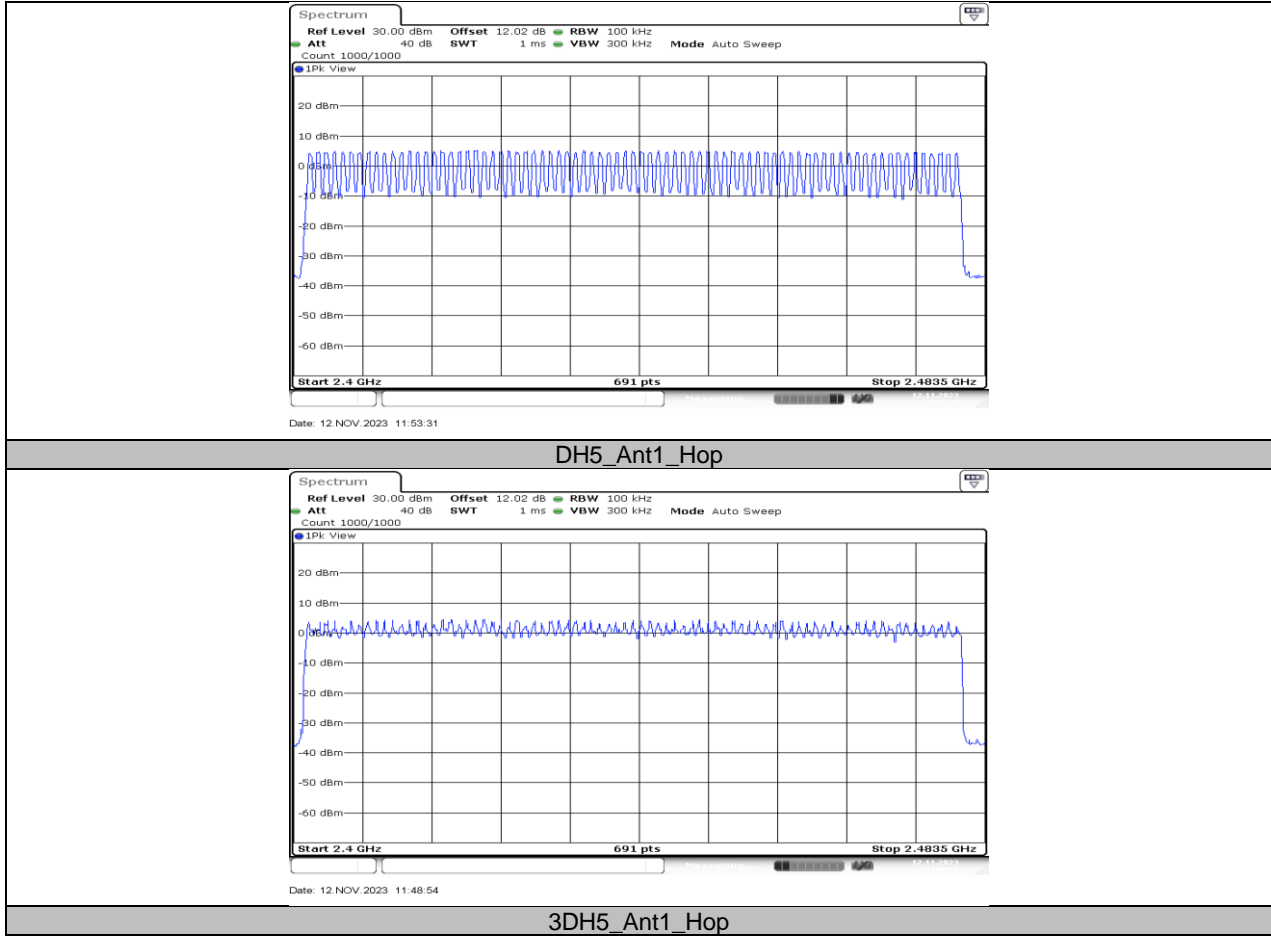 Spectrum
Ref Level 30.00 dBm Offset 12.02 dB RBW 100 kHz
Att 40 dB SWT 1 ms VBW 300 kHz Mode Auto Sweep
Count 1000/1000
1Pk View
20 dBm
10 dBm
0 dBm
-10 dBm
-20 dBm
-30 dBm
-40 dBm
-50 dBm
-60 dBm
Start 2.4 GHz 691 pts Stop 2.4835 GHz
Date: 12.NOV.2023 11:53:31
DH5_Ant1_Hop
Spectrum
Ref Level 30.00 dBm Offset 12.02 dB RBW 100 kHz
Att 40 dB SWT 1 ms VBW 300 kHz Mode Auto Sweep
Count 1000/1000
1Pk View
20 dBm
10 dBm
0 dBm
-10 dBm
-20 dBm
-30 dBm
-40 dBm
-50 dBm
-60 dBm
Start 2.4 GHz 691 pts Stop 2.4835 GHz
Date: 12.NOV.2023 11:48:54
3DH5_Ant1_Hop